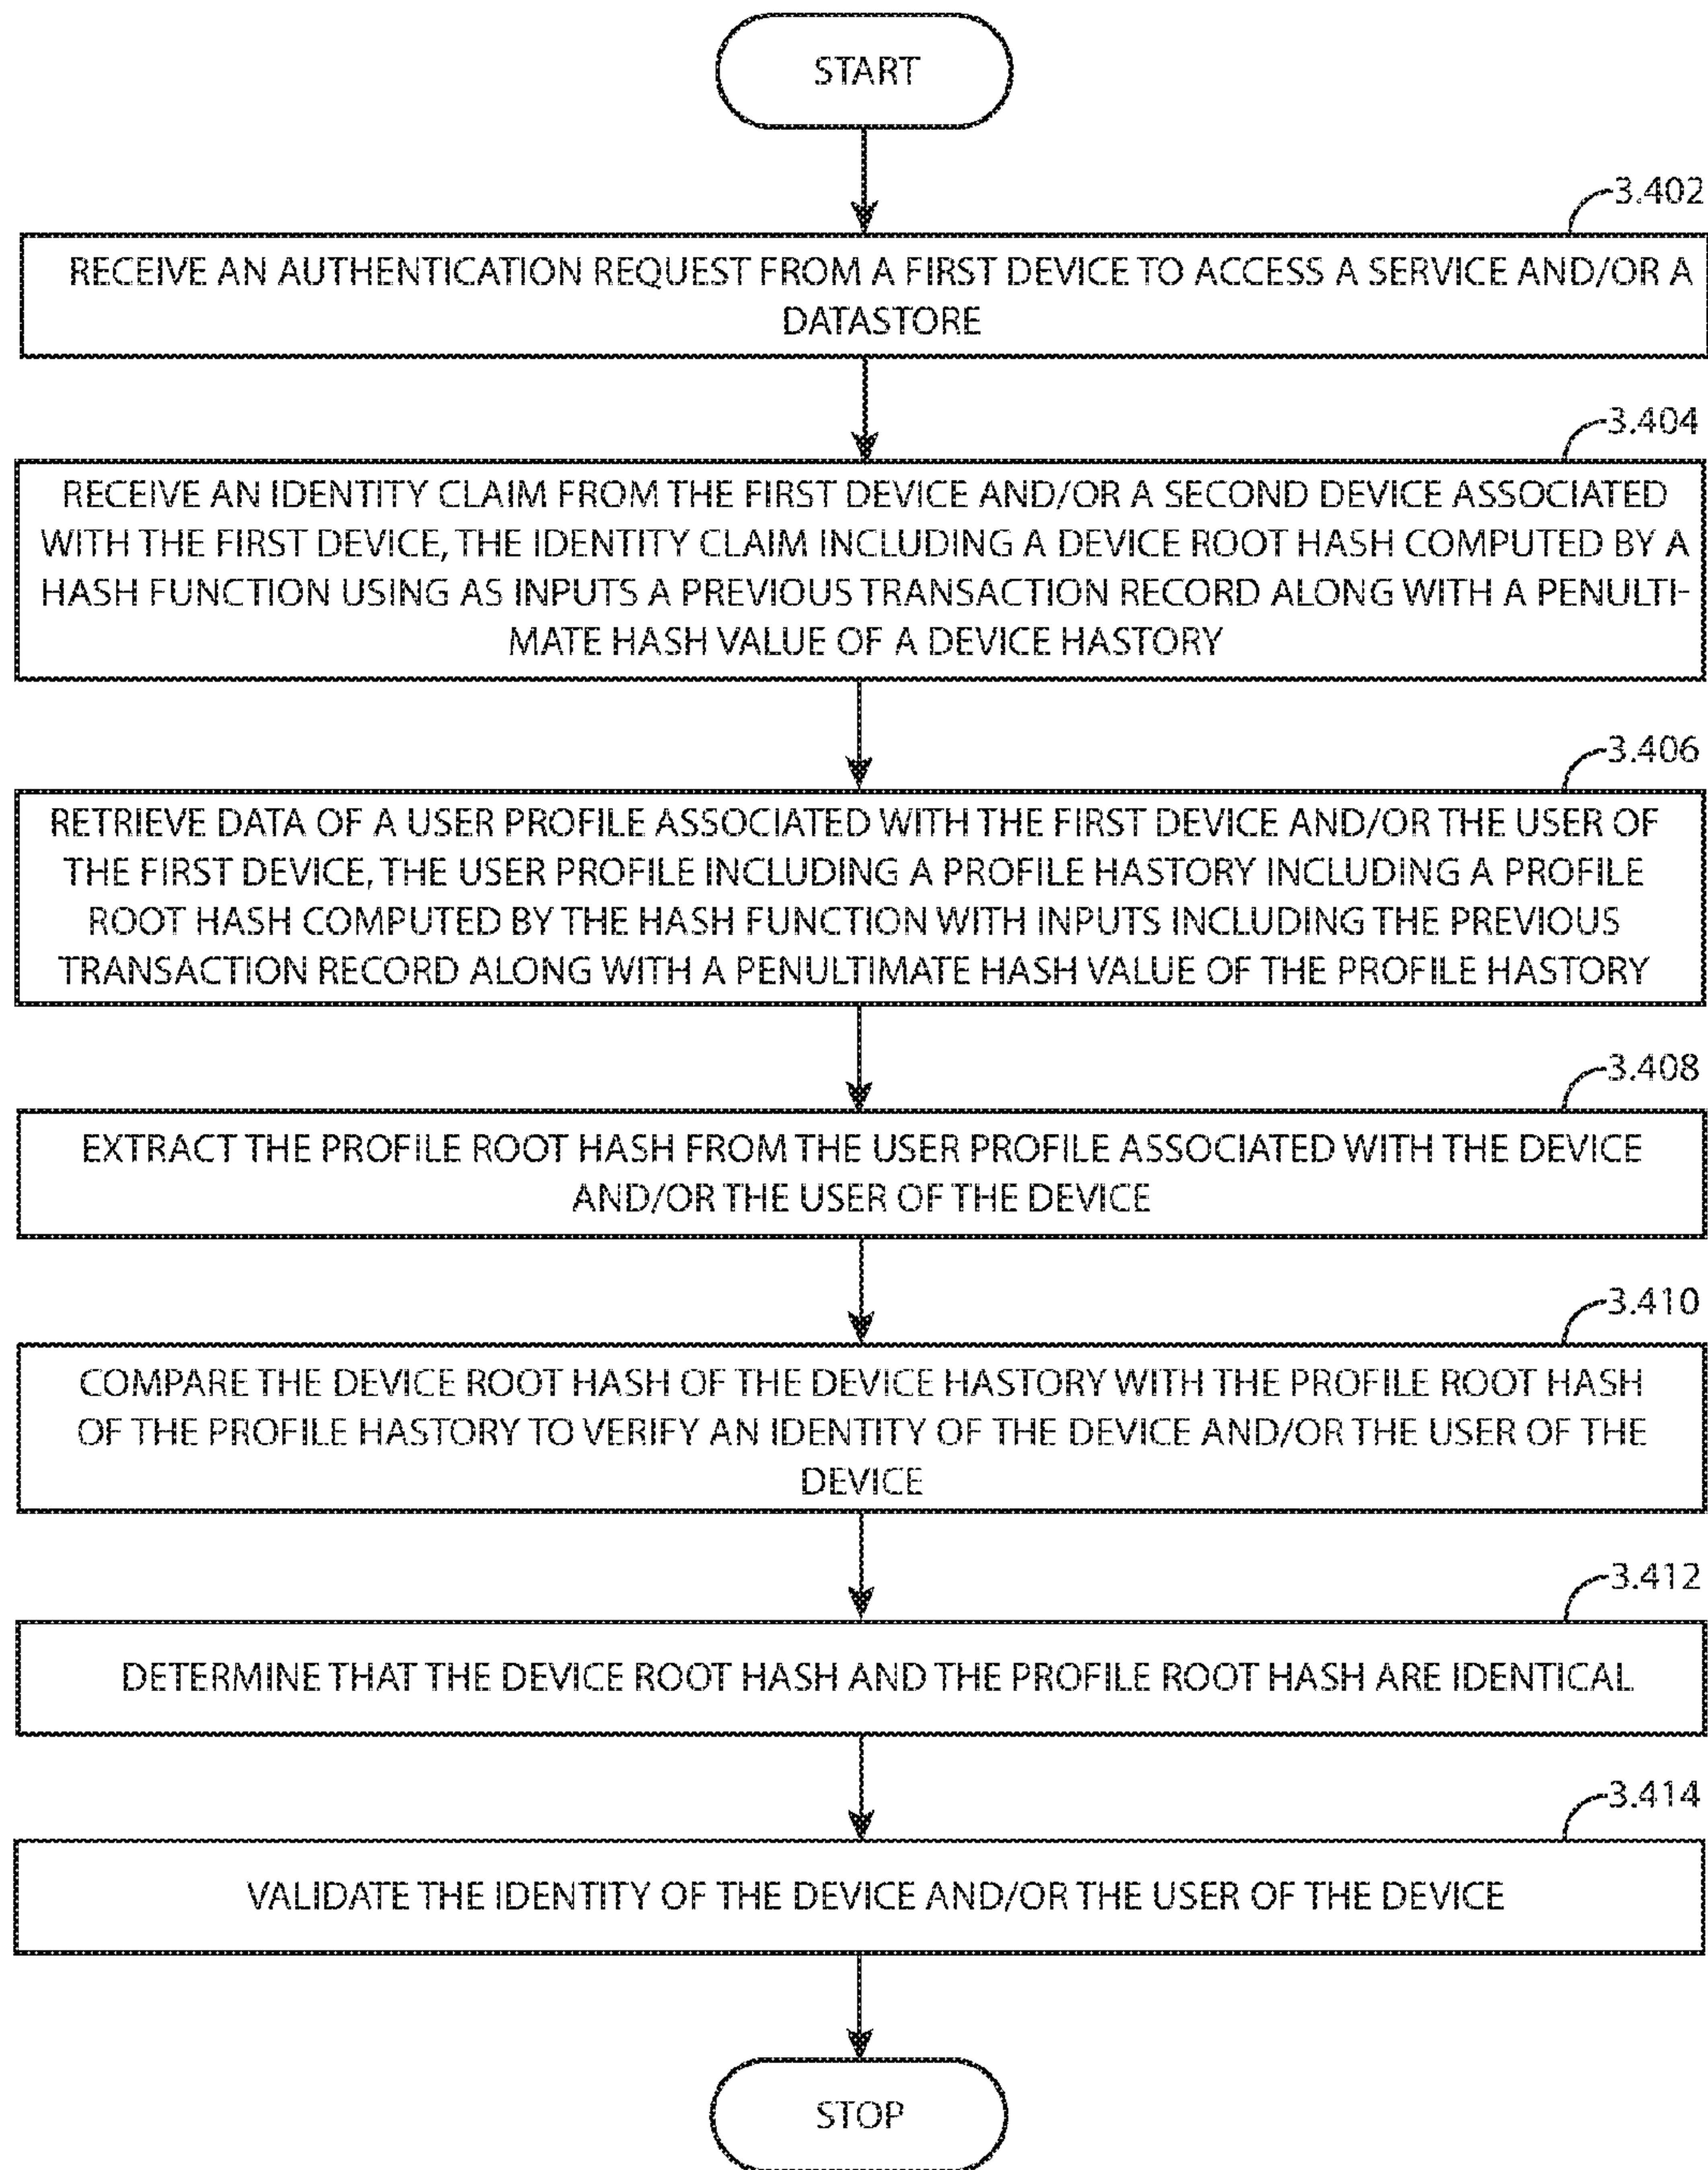 START
3.402
RECEIVE AN AUTHENTICATION REQUEST FROM A FIRST DEVICE TO ACCESS A SERVICE AND/OR A
DATASTORE
3.404
RECEIVE AN IDENTITY CLAIM FROM THE FIRST DEVICE AND/OR A SECOND DEVICE ASSOCIATED
WITH THE FIRST DEVICE, THE IDENTITY CLAIM INCLUDING A DEVICE ROOT HASH COMPUTED BY A
HASH FUNCTION USING AS INPUTS A PREVIOUS TRANSACTION RECORD ALONG WITH A PENULTI-
MATE HASH VALUE OF A DEVICE HASTORY
3.406
RETRIEVE DATA OF A USER PROFILE ASSOCIATED WITH THE FIRST DEVICE AND/OR THE USER OF
THE FIRST DEVICE, THE USER PROFILE INCLUDING A PROFILE HASTORY INCLUDING A PROFILE
ROOT HASH COMPUTED BY THE HASH FUNCTION WITH INPUTS INCLUDING THE PREVIOUS
TRANSACTION RECORD ALONG WITH A PENULTIMATE HASH VALUE OF THE PROFILE HASTORY
3.408
EXTRACT THE PROFILE ROOT HASH FROM THE USER PROFILE ASSOCIATED WITH THE DEVICE
AND/OR THE USER OF THE DEVICE
3.410
COMPARE THE DEVICE ROOT HASH OF THE DEVICE HASTORY WITH THE PROFILE ROOT HASH
OF THE PROFILE HASTORY TO VERIFY AN IDENTITY OF THE DEVICE AND/OR THE USER OF THE
DEVICE
3.412
DETERMINE THAT THE DEVICE ROOT HASH AND THE PROFILE ROOT HASH ARE IDENTICAL
3.414
VALIDATE THE IDENTITY OF THE DEVICE AND/OR THE USER OF THE DEVICE
STOP